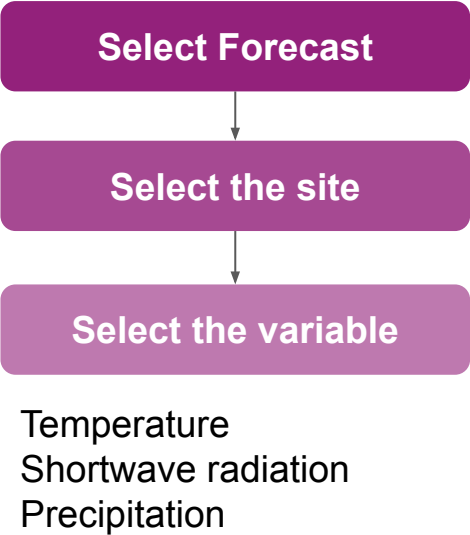 Select Forecast
Select the site
Select the variable
Temperature
Shortwave radiation
Precipitation